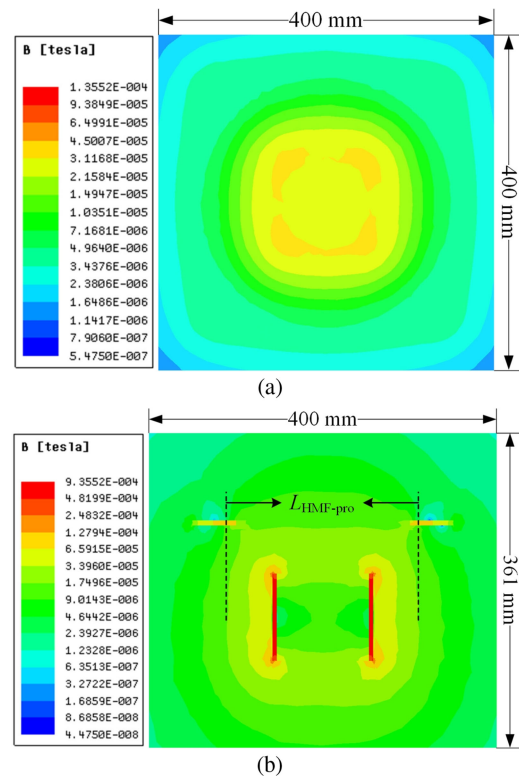 400 mm
B [tesla]
1.3552E-004
9.3849E-005
6.4991E-005
4.5007E-005
3.1168E-005
2.1584E-005
1.4947E-005
1.0351E-005
7.1681E-006
4.9640E-006
3.4376E-006
2.3806E-006
1.6486E-006
1.1417E-006
7.9060E-007
5.4750E-007
400 mm
(a)
400 mm
B [tesla]
9.3552E-004
4.8199E-004
2.4832E-004
1.2794E-004
6.5915E-005
3.3960E-005
1.7496E-005
9.0143E-006
4.6442E-006
2.3927E-006
1.2328E-006
6.3513E-007
3.2722E-007
1.6859E-007
8.6858E-008
4.4750E-008
L HMF-pro
361 mm
(b)